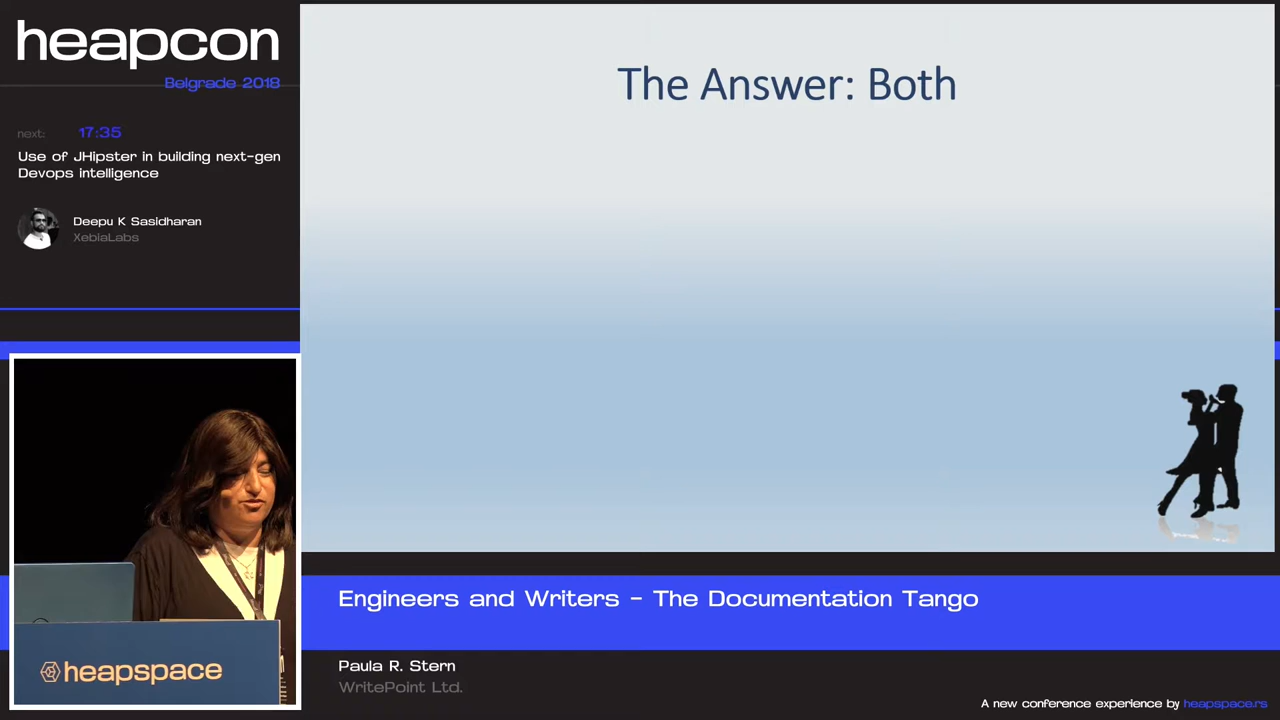 heapcon
Belgrade 2018
next: 17:35
Use of JHipster in building next-gen
Devops intelligence
Deepu K Sasidharan
XebiaLabs
The Answer: Both
heapspace
Engineers and Writers - The Documentation Tango
Paula R. Stern
WritePoint Ltd.
A new conference experience by heapspace.rs